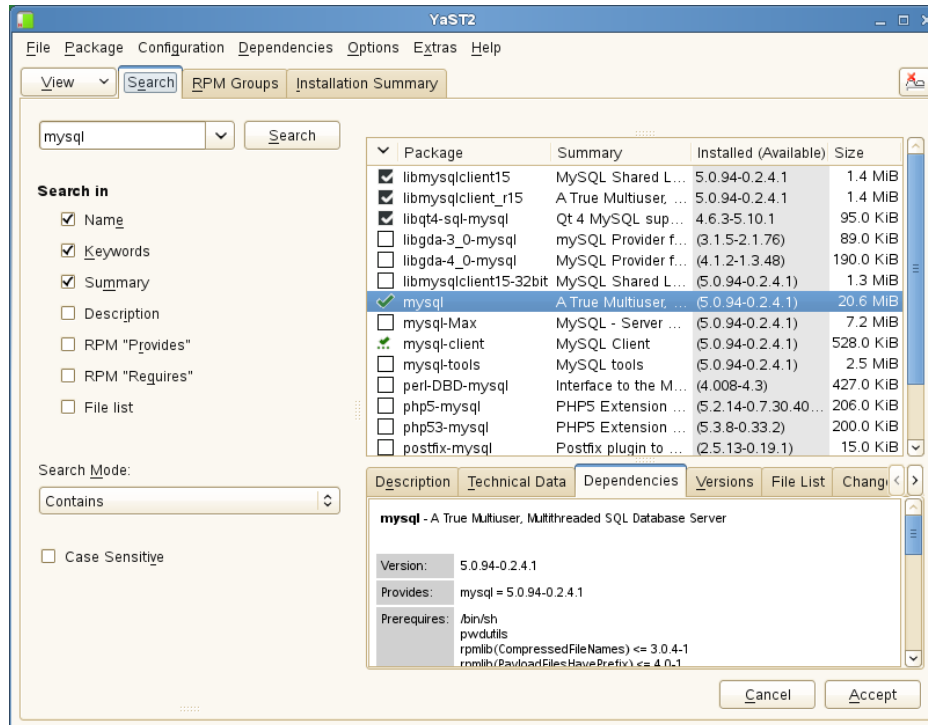 YaST2
File Package Configuration Dependencies Options Extras Help
View Search RPM Groups Installation Summary
mysql Search
Search in
Name
Keywords
Summary
Description
RPM "Provides"
RPM "Requires"
File list
Search Mode:
Contains
Case Sensitive
Package Summary Installed (Available) Size
libmysqlclient15 MySQL Shared L... 5.0.94-0.2.4.1 1.4 MiB
libmysqlclient_r15 A True Multiuser, ... 5.0.94-0.2.4.1 1.4 MiB
libqt4-sql-mysql Qt 4 MySQL sup... 4.6.3-5.10.1 95.0 KiB
libgda-3_0-mysql mySQL Provider f... (3.1.5-2.1.76) 89.0 KiB
libgda-4_0-mysql MySQL Provider f... (4.1.2-1.3.48) 190.0 KiB
libmysqlclient15-32bit MySQL Shared L... (5.0.94-0.2.4.1) 1.3 MiB
mysql A True Multiuser, ... (5.0.94-0.2.4.1) 20.6 MiB
mysql-Max MySQL - Server ... (5.0.94-0.2.4.1) 7.2 MiB
mysql-client MySQL Client (5.0.94-0.2.4.1) 528.0 KiB
mysql-tools MySQL tools (5.0.94-0.2.4.1) 2.5 MiB
perl-DBD-mysql Interface to the M... (4.008-4.3) 427.0 KiB
php5-mysql PHP5 Extension ... (5.2.14-0.7.30.40... 206.0 KiB
php53-mysql PHP5 Extension ... (5.3.8-0.33.2) 200.0 KiB
postfix-mysql Postfix plugin to ... (2.5.13-0.19.1) 15.0 KiB
Description Technical Data Dependencies Versions File List Chang
mysql - A True Multiuser, Multithreaded SQL Database Server
Version: 5.0.94-0.2.4.1
Provides: mysql = 5.0.94-0.2.4.1
Prerequires: /bin/sh
pwdutils
rpmlib(CompressedFileNames) <= 3.0.4-1
rpmlib(PayloadFilesHavePrefix) <= 4.0-1
Cancel Accept